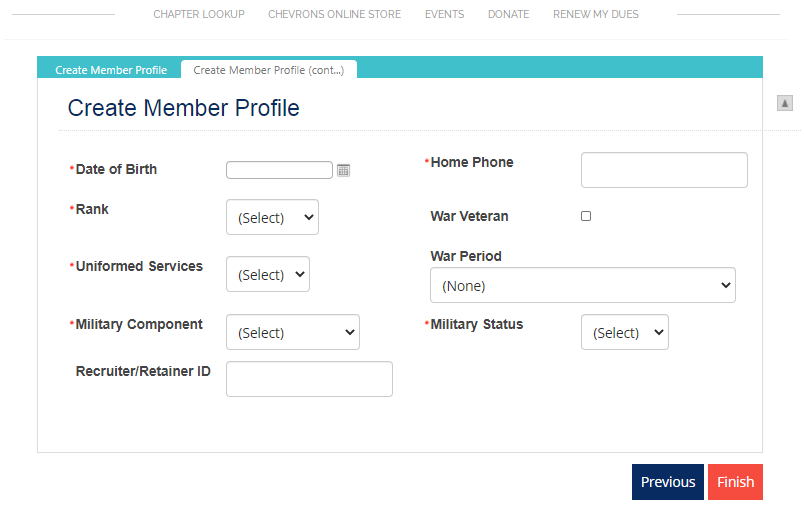 CHAPTER LOOKUP CHEVRONS ONLINE STORE EVENTS DONATE RENEW MY DUES
Create Member Profile Create Member Profile (cont...)
Create Member Profile
*Date of Birth
*Home Phone
*Rank (Select)
War Veteran
*Uniformed Services (Select)
War Period
(None)
*Military Component (Select)
*Military Status (Select)
Recruiter/Retainer ID
Previous Finish